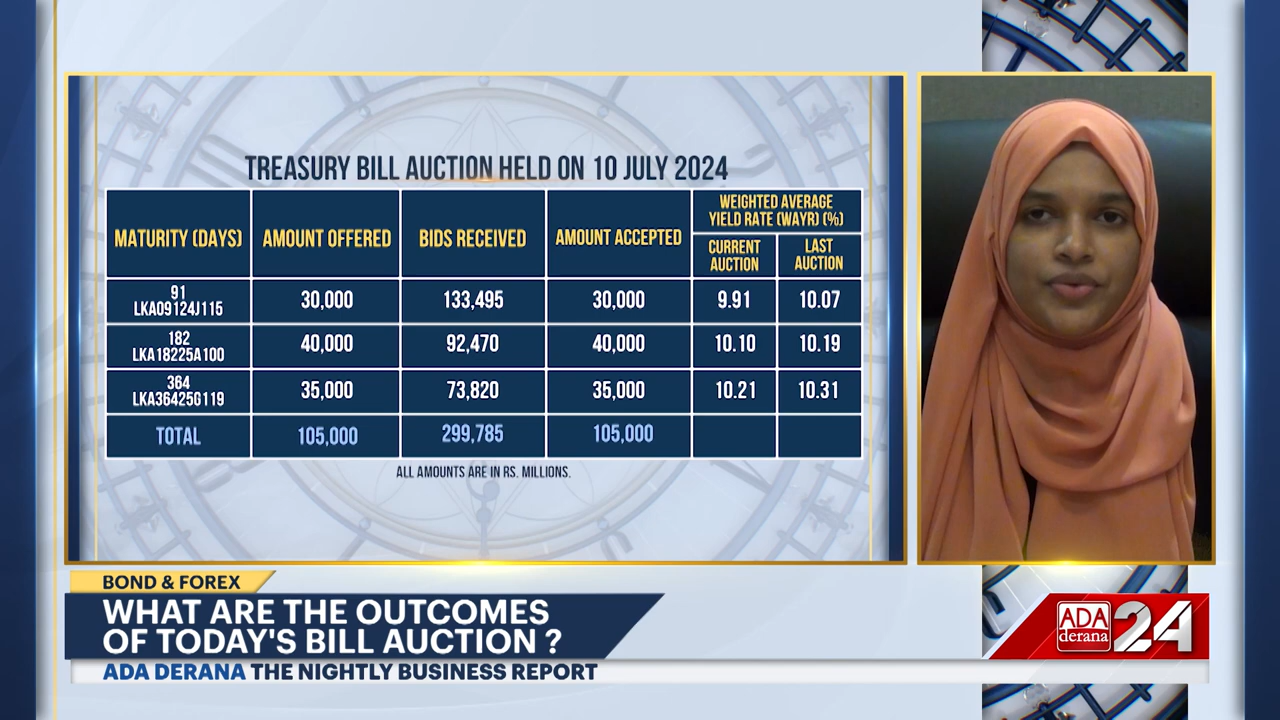 TREASURY BILL AUCTION HELD ON 10 JULY 2024
MATURITY (DAYS) AMOUNT OFFERED BIDS RECEIVED AMOUNT ACCEPTED WEIGHTED AVERAGE
YIELD RATE (WAYR) (%)
CURRENT
AUCTION
LAST
AUCTION
91
LKA09124J115 30,000 133,495 30,000 9.91 10.07
182
LKA18225A100 40,000 92,470 40,000 10.10 10.19
364
LKA36425G119 35,000 73,820 35,000 10.21 10.31
TOTAL 105,000 299,785 105,000
ALL AMOUNTS ARE IN RS. MILLIONS.
BOND & FOREX
WHAT ARE THE OUTCOMES
OF TODAY'S BILL AUCTION ?
ADA DERANA THE NIGHTLY BUSINESS REPORT
ADA
derana
24